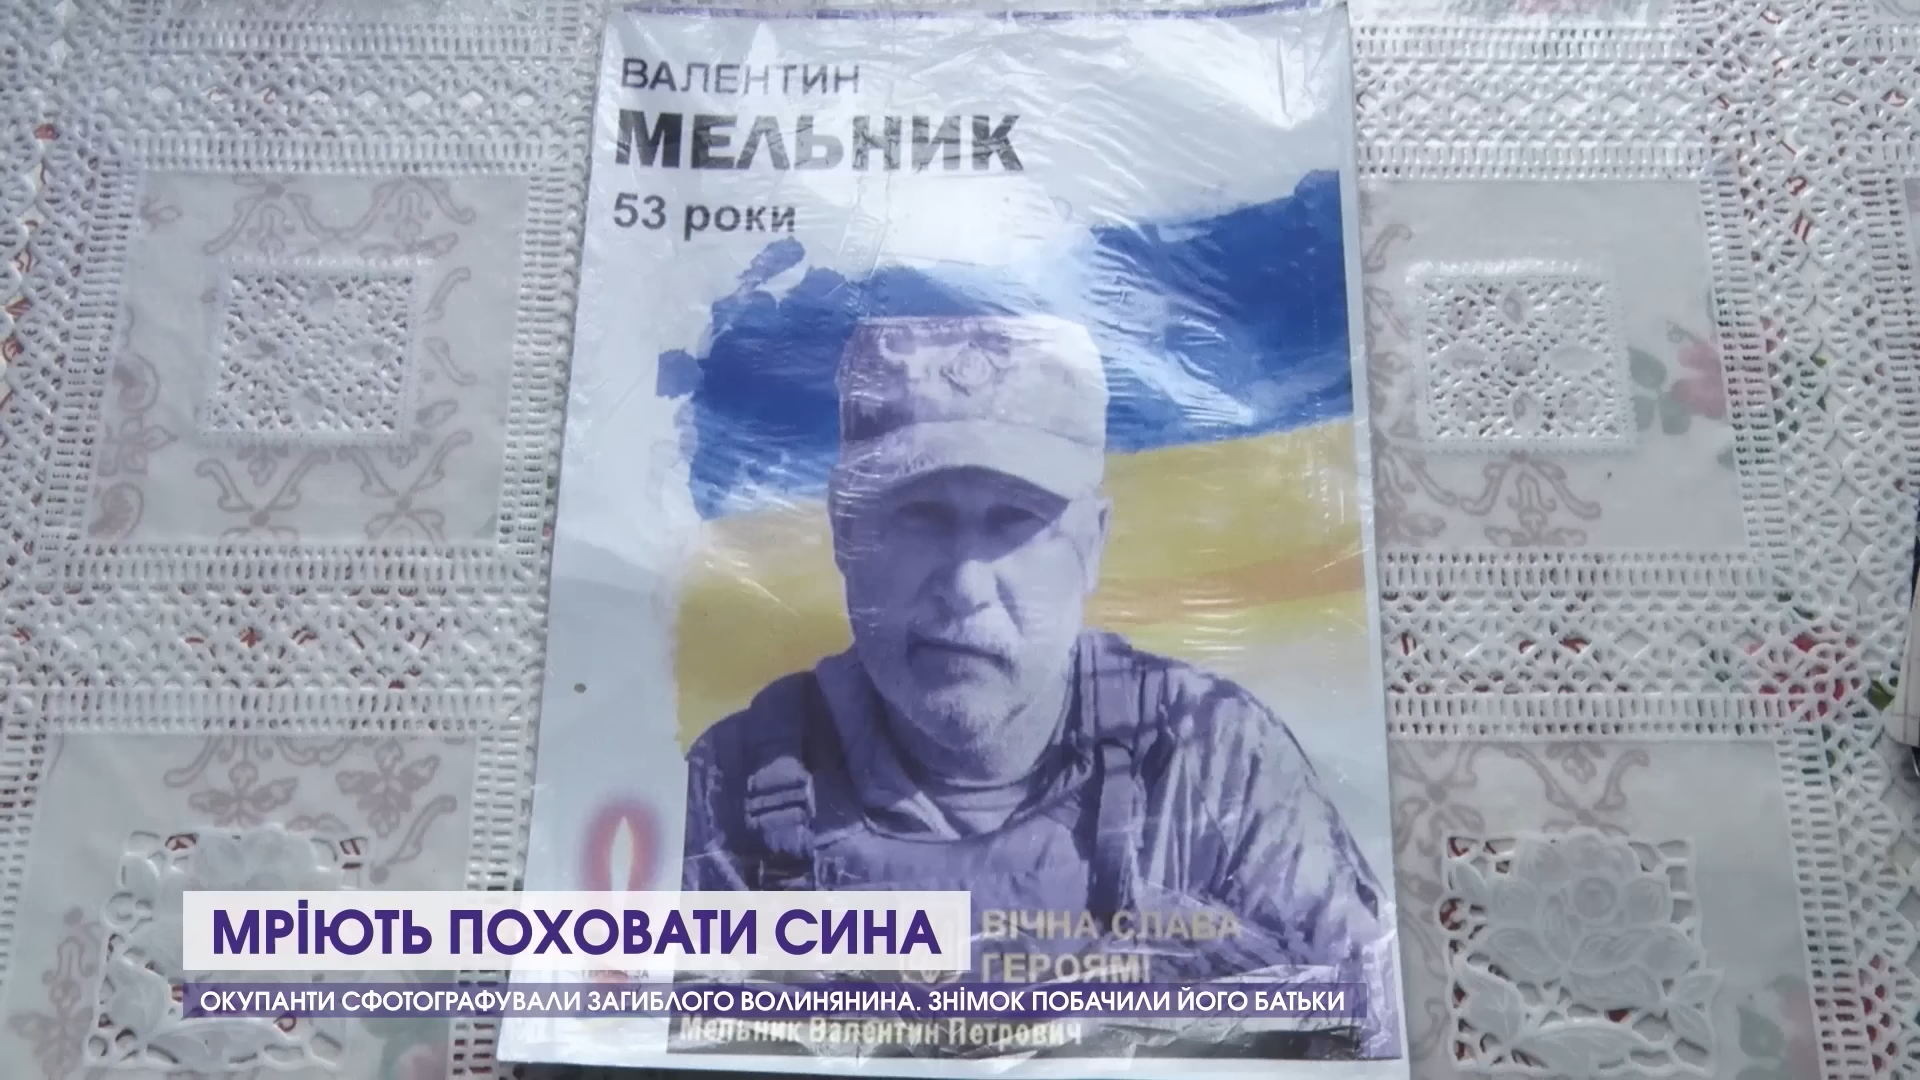 ВАЛЕНТИН
МЕЛЬНИК
53 роки
ВІЧНА СЛАВА
ГЕРОЯМ!
МРІЮТЬ ПОХОВАТИ СИНА
ОКУПАНТИ СФОТОГРАФУВАЛИ ЗАГИБЛОГО ВОЛИНЯНИНА. ЗНІМОК ПОБАЧИЛИ ЙОГО БАТЬКИ
Мельник Валентин Петрович